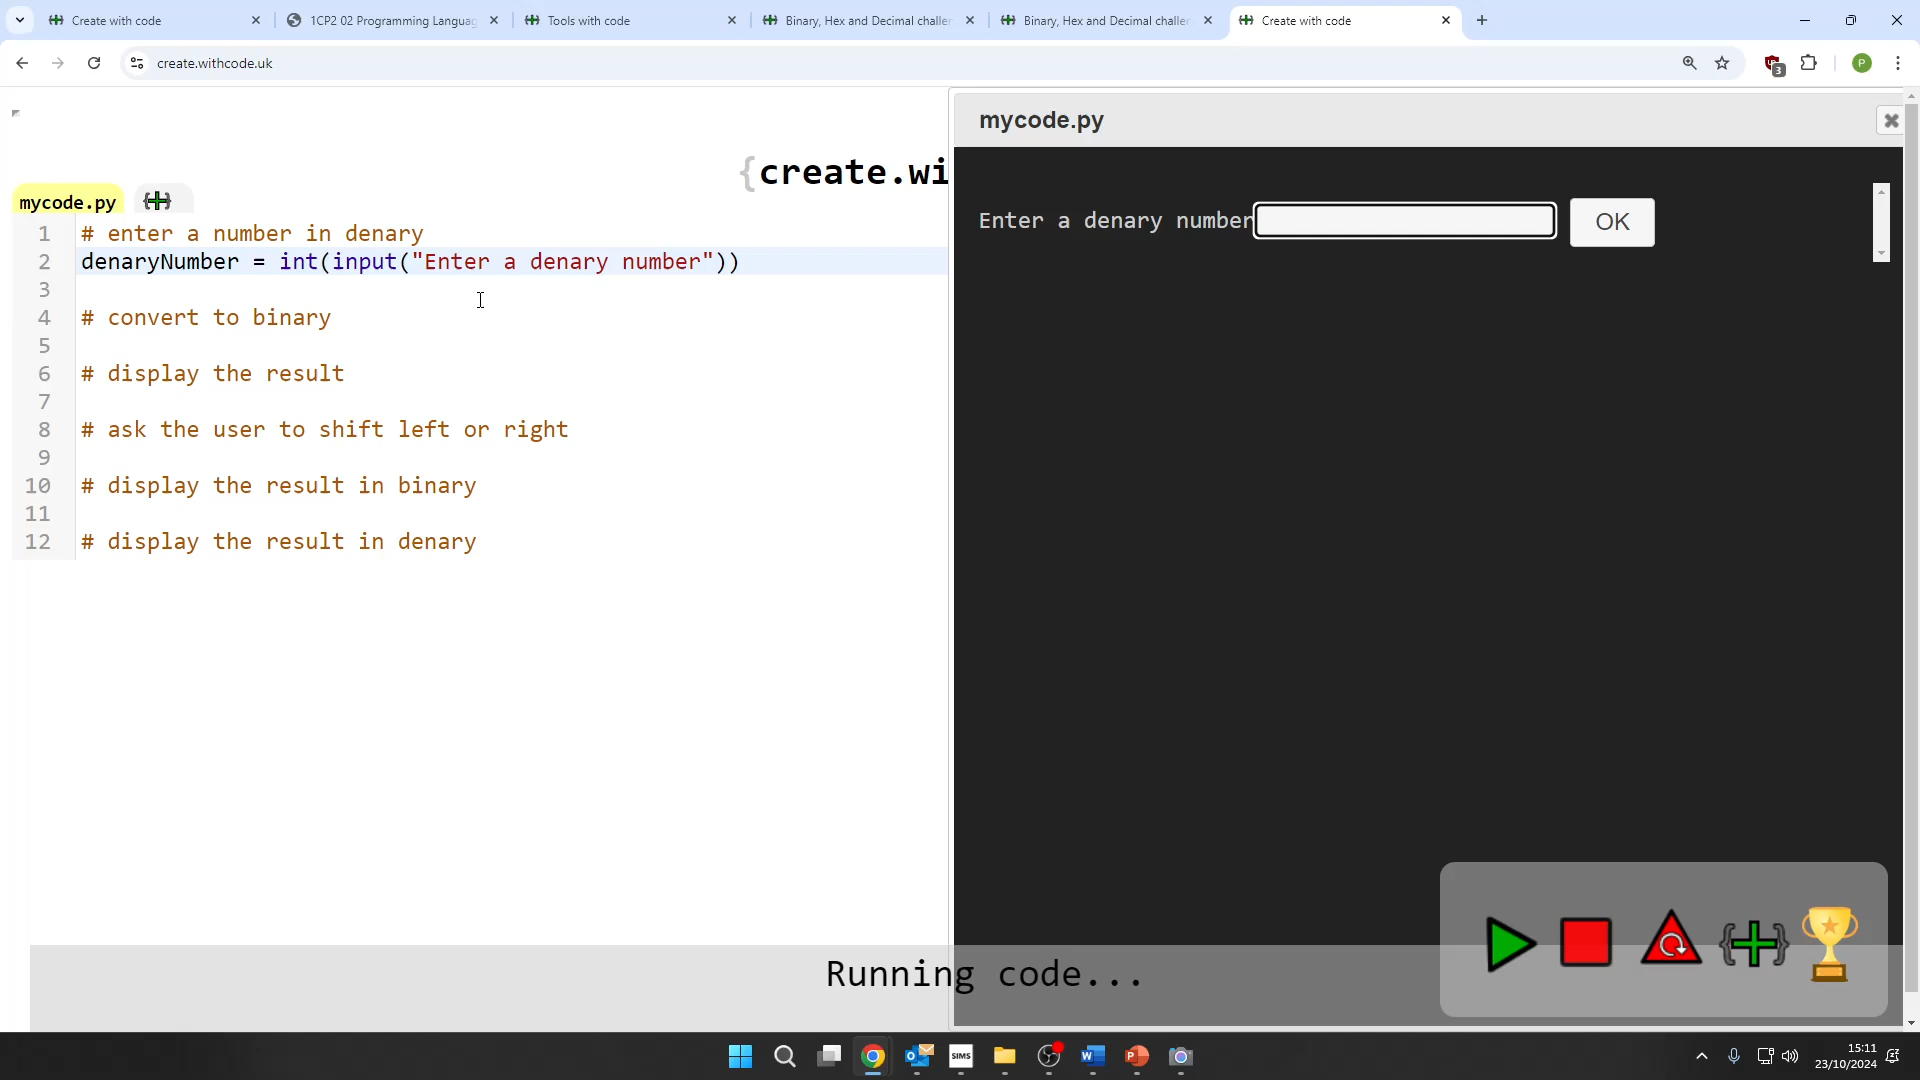 Create with code
1CP2 02 Programming Languag
Tools with code
Binary, Hex and Decimal challer
Binary, Hex and Decimal challer
Create with code
create.withcode.uk
3
P
{create.wi
mycode.py
mycode.py
{+}
Enter a denary number
OK
1 # enter a number in denary
2 denaryNumber = int(input("Enter a denary number"))
3
4 # convert to binary
5
6 # display the result
7
8 # ask the user to shift left or right
9
10 # display the result in binary
11
12 # display the result in denary
{+}
Running code...
SIMS
15:11
23/10/2024